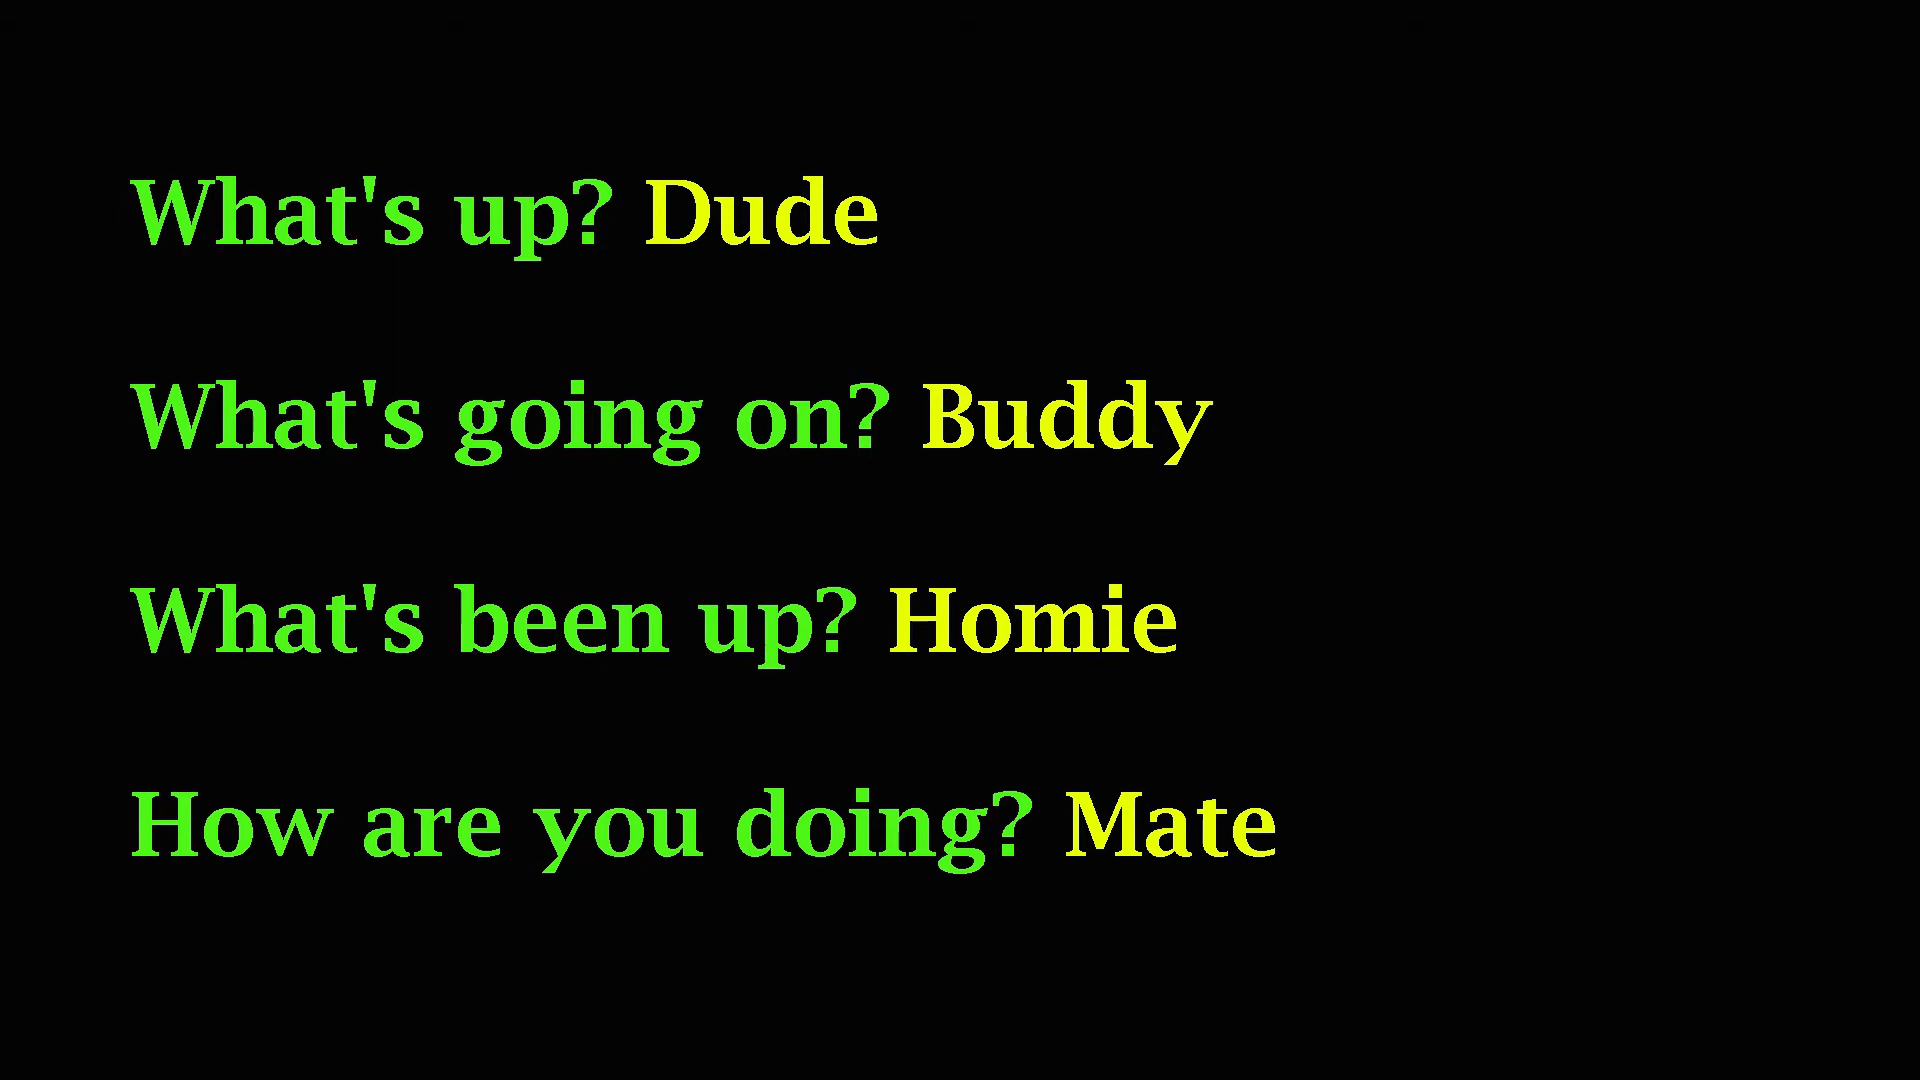 What's up? Dude
What's going on? Buddy
What's been up? Homie
How are you doing? Mate